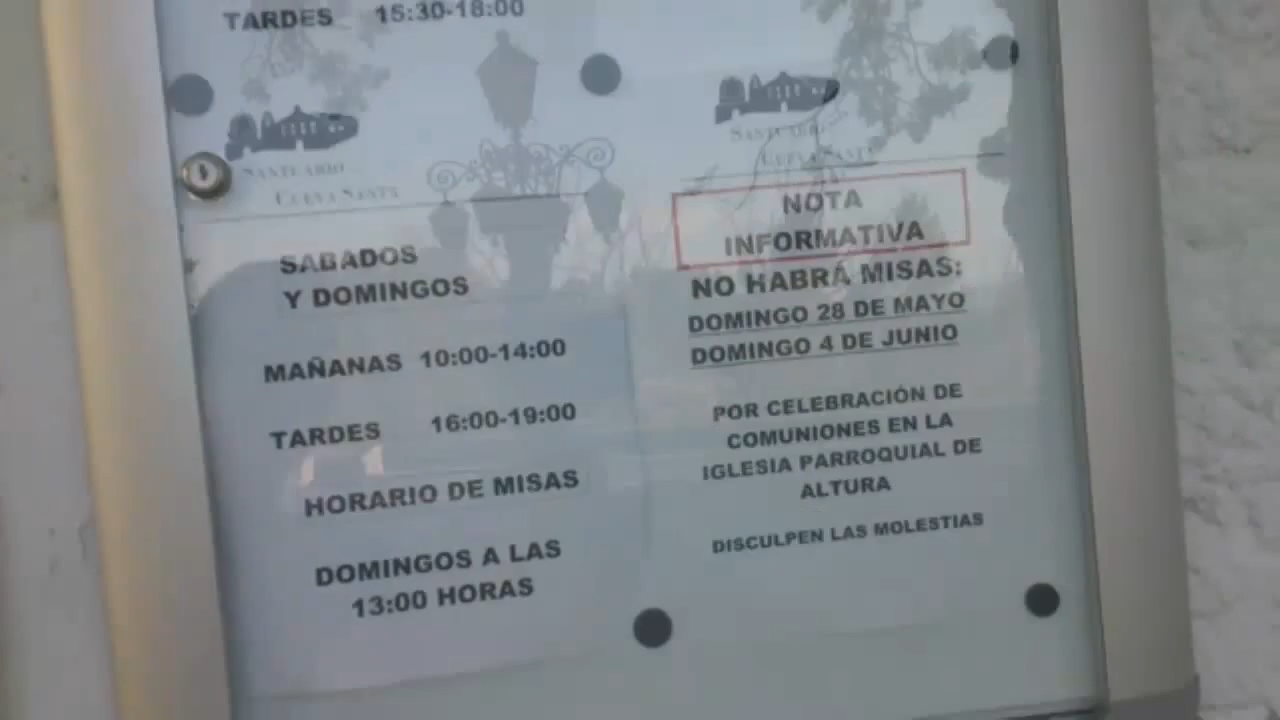 TARDES 15:30-18:00
SANTUARIO
CUEVA SANTA
SABADOS
Y DOMINGOS
MAÑANAS 10:00-14:00
TARDES 16:00-19:00
HORARIO DE MISAS
DOMINGOS A LAS
13:00 HORAS
SANTUARIO
CUEVA SANTA
NOTA
INFORMATIVA
NO HABRÁ MISAS:
DOMINGO 28 DE MAYO
DOMINGO 4 DE JUNIO
POR CELEBRACIÓN DE
COMUNIONES EN LA
IGLESIA PARROQUIAL DE
ALTURA
DISCULPEN LAS MOLESTIAS